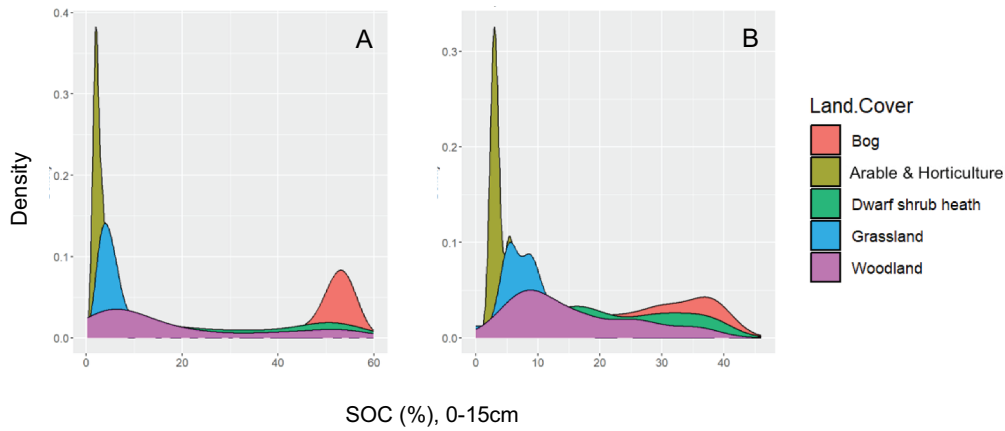 A
B
0.4
0.3
0.2
0.1
0.0
0.3
0.2
0.1
0.0
Density
0
20
40
60
0
10
20
30
40
SOC (%), 0-15cm
Land.Cover
Bog
Arable & Horticulture
Dwarf shrub heath
Grassland
Woodland